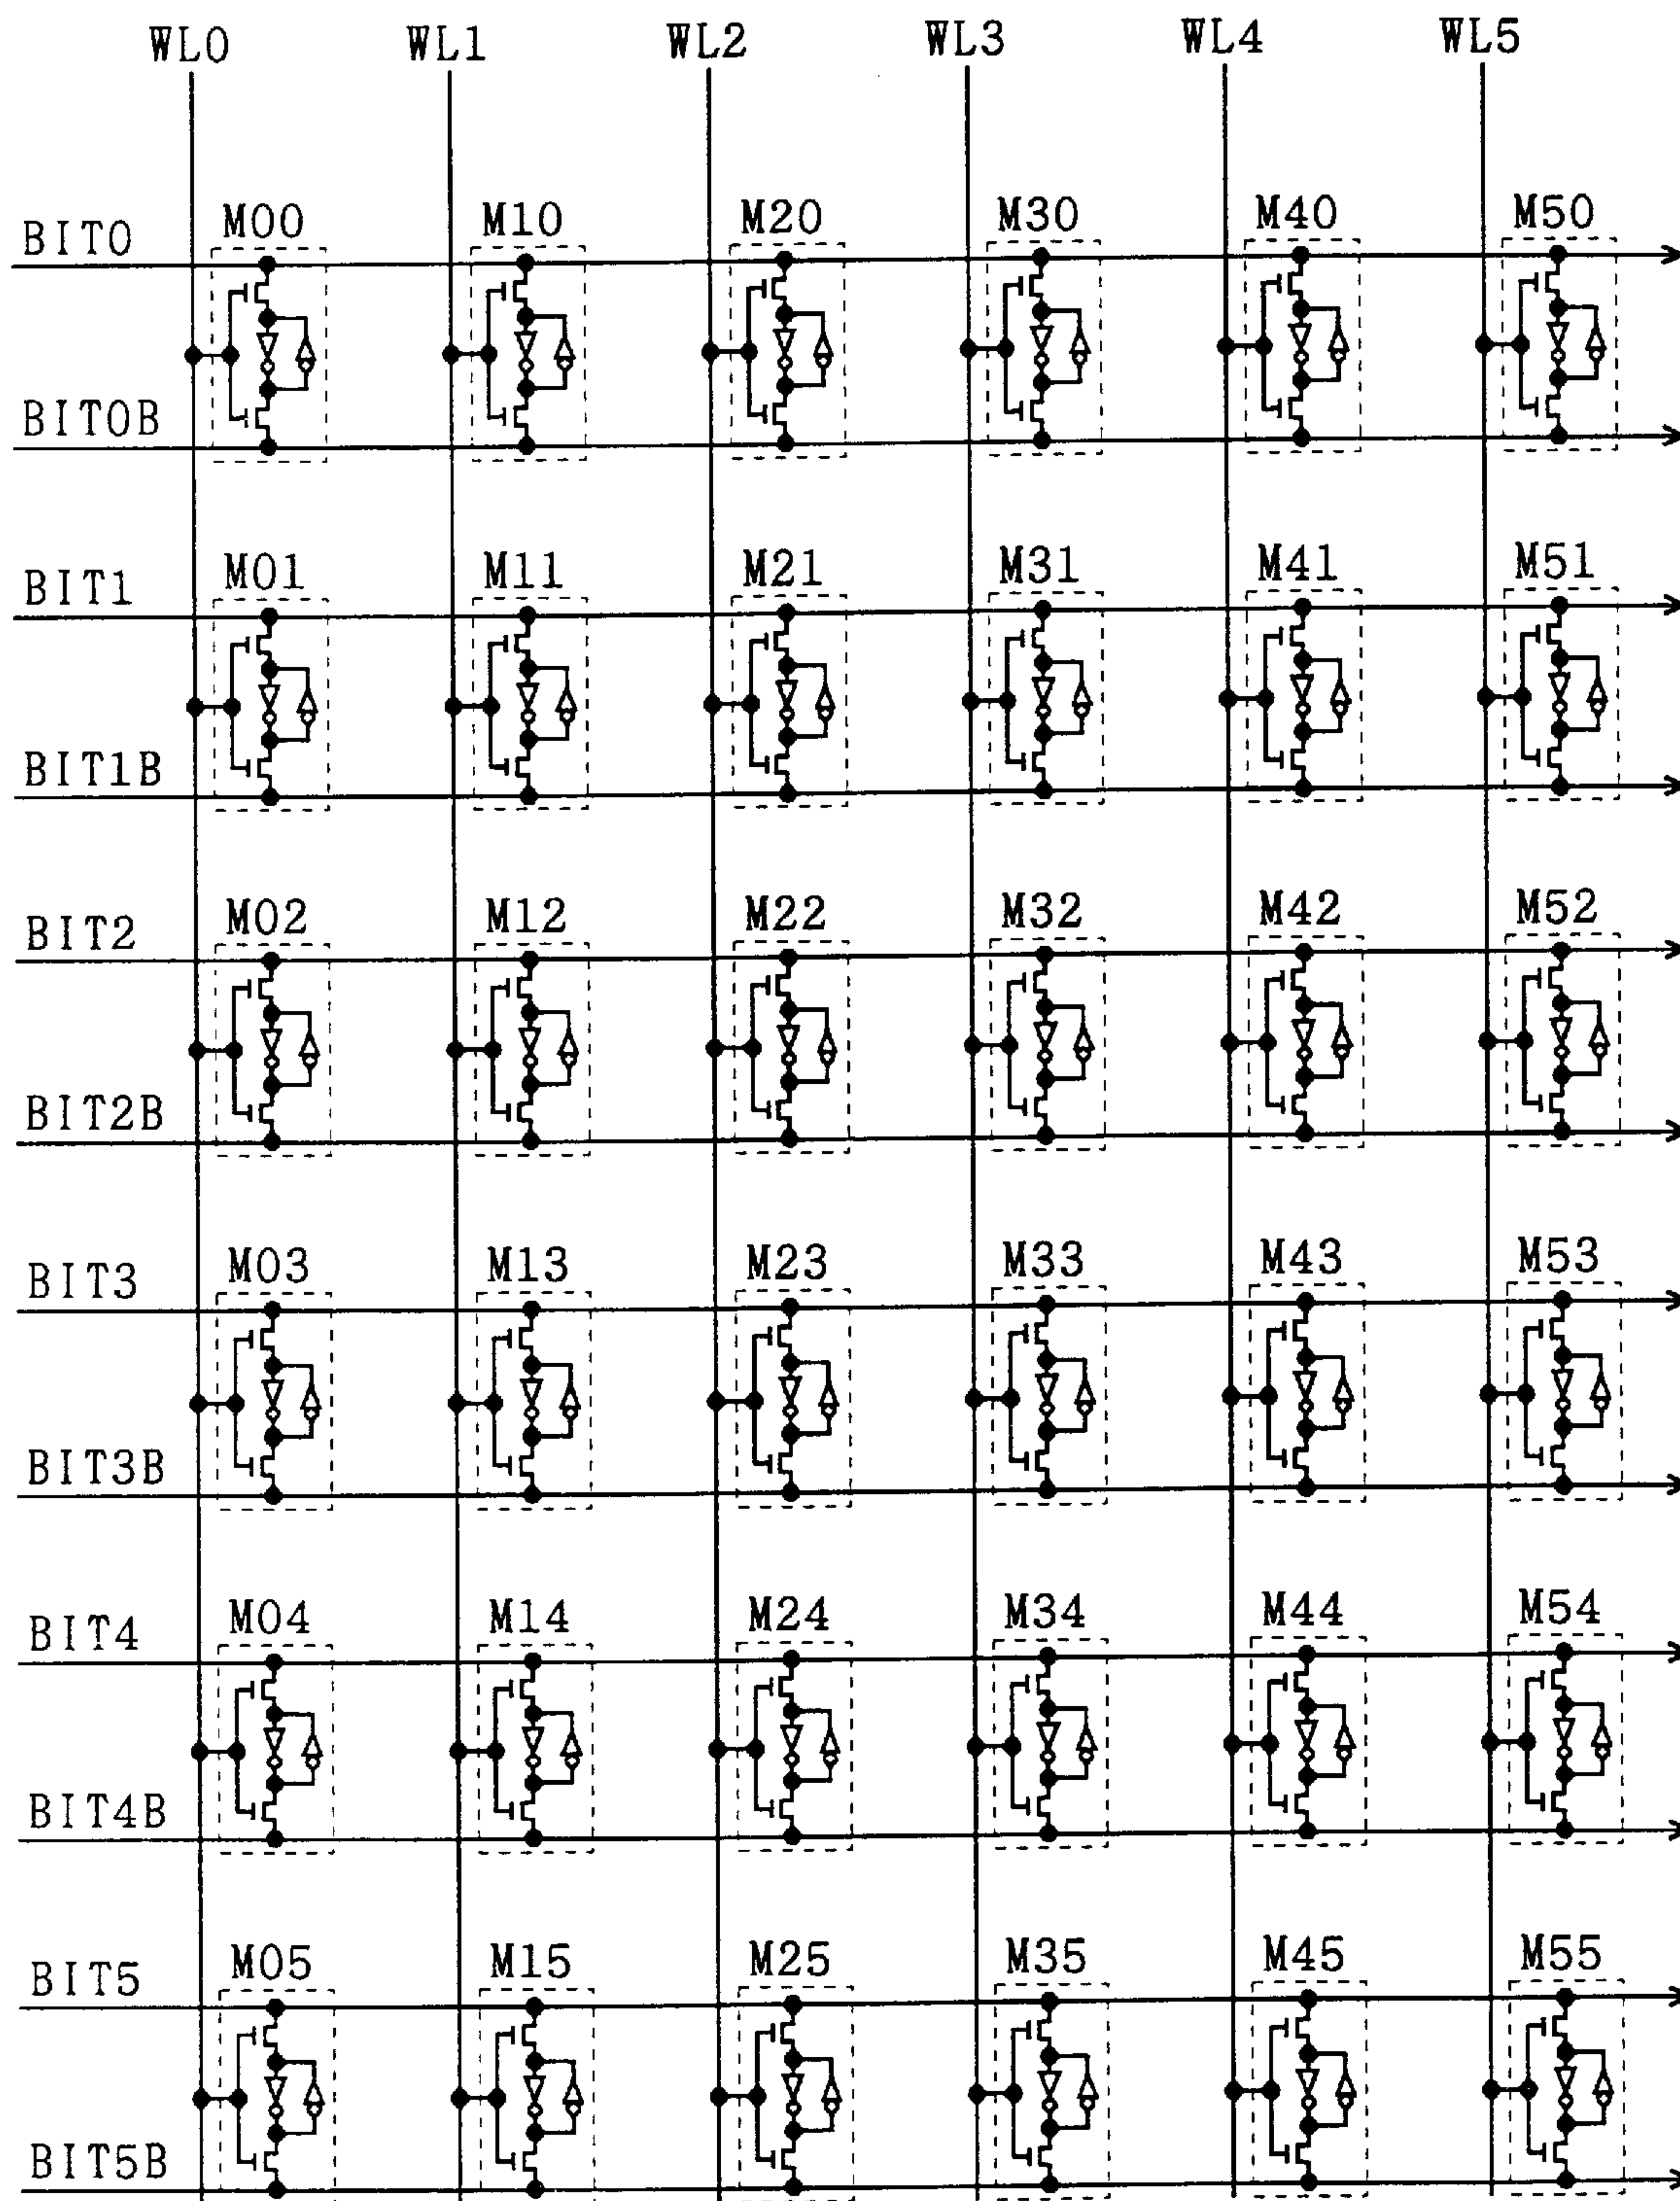 WL0 WL1 WL2 WL3 WL4 WL5
M00 M10 M20 M30 M40 M50
BIT0
BIT0B
M01 M11 M21 M31 M41 M51
BIT1
BIT1B
M02 M12 M22 M32 M42 M52
BIT2
BIT2B
M03 M13 M23 M33 M43 M53
BIT3
BIT3B
M04 M14 M24 M34 M44 M54
BIT4
BIT4B
M05 M15 M25 M35 M45 M55
BIT5
BIT5B